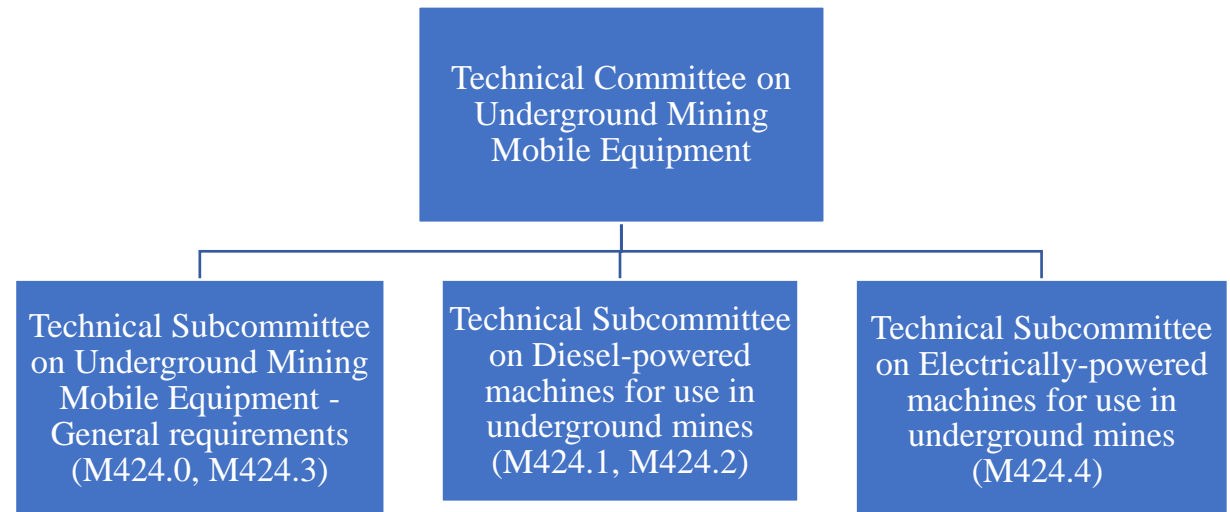 Technical Committee on
Underground Mining
Mobile Equipment
Technical Subcommittee
on Underground Mining
Mobile Equipment -
General requirements
(M424.0, M424.3)
Technical Subcommittee
on Diesel-powered
machines for use in
underground mines
(M424.1, M424.2)
Technical Subcommittee
on Electrically-powered
machines for use in
underground mines
(M424.4)